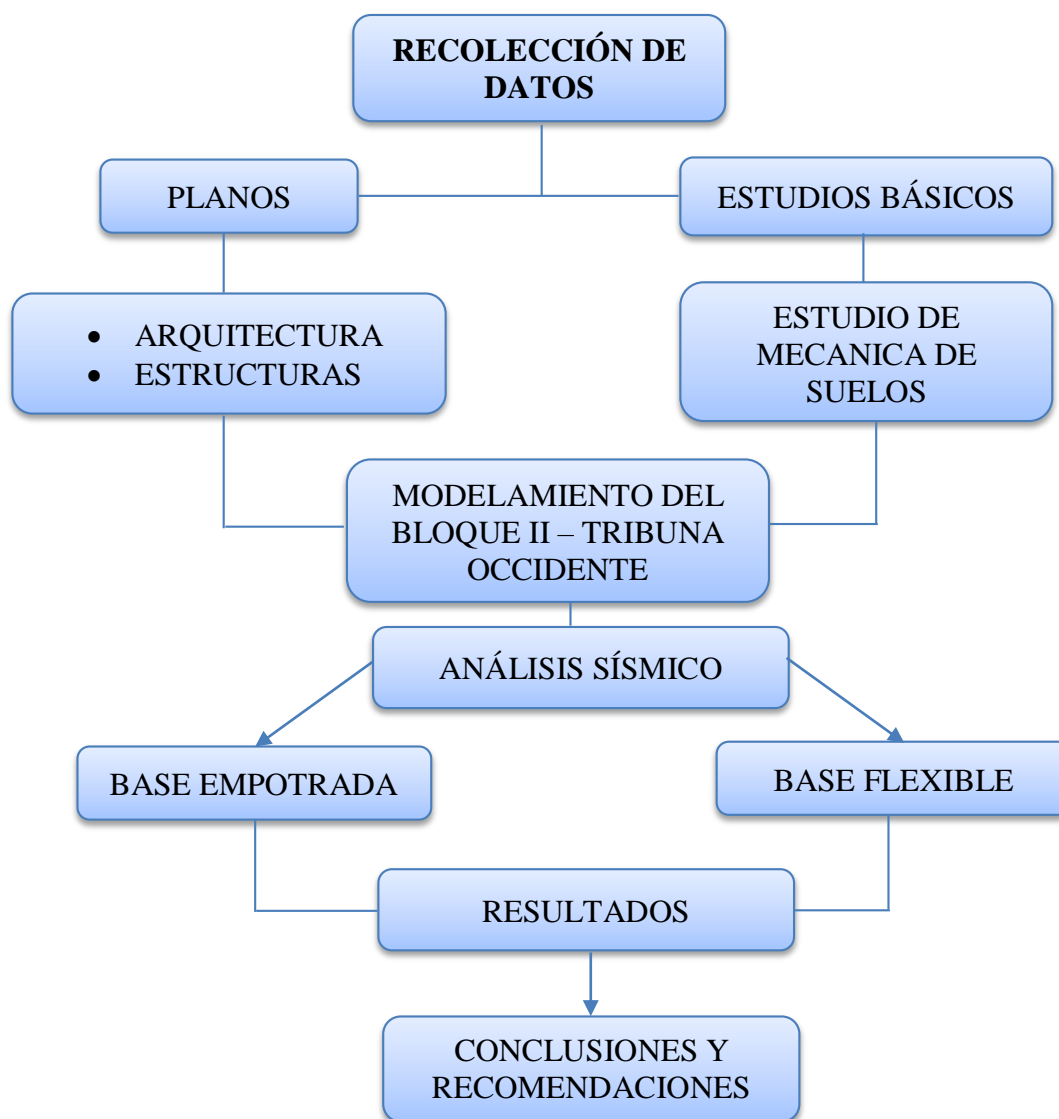 RECOLECCIÓN DE
DATOS
PLANOS
ESTUDIOS BÁSICOS
• ARQUITECTURA
• ESTRUCTURAS
ESTUDIO DE
MECANICA DE
SUELOS
MODELAMIENTO DEL
BLOQUE II – TRIBUNA
OCCIDENTE
ANÁLISIS SÍSMICO
BASE EMPOTRADA
BASE FLEXIBLE
RESULTADOS
CONCLUSIONES Y
RECOMENDACIONES